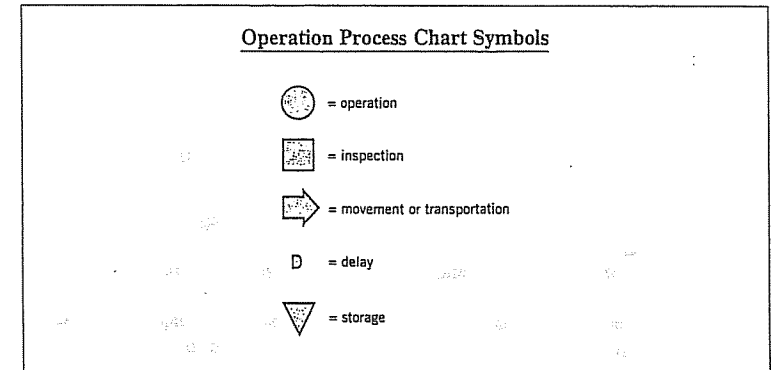 Operation Process Chart Symbols
= operation
= inspection
= movement or transportation
D = delay
= storage